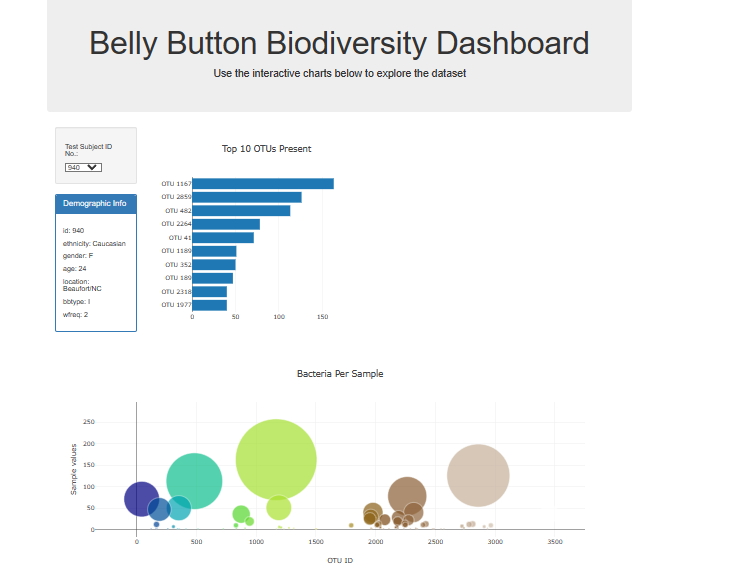 Belly Button Biodiversity Dashboard
Use the interactive charts below to explore the dataset
Test Subject ID
No.:
940
Demographic Info
id: 940
ethnicity: Caucasian
gender: F
age: 24
location:
Beaufort/NC
bbtype: I
wfreq: 2
Top 10 OTUs Present
OTU 1167
OTU 2859
OTU 482
OTU 2264
OTU 41
OTU 1189
OTU 352
OTU 189
OTU 2318
OTU 1977
0 50 100 150
Bacteria Per Sample
Sample values
250
200
150
100
50
0
0 500 1000 1500 2000 2500 3000 3500
OTU ID